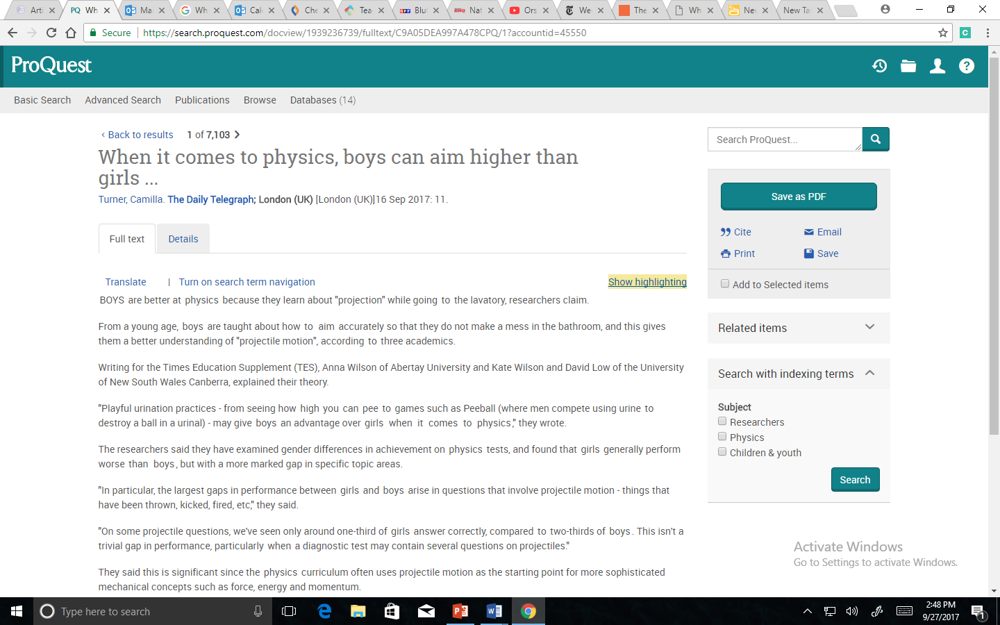 Arti
PQ Wh
Ma
Wh
Cal
Che
Tea
Blu
Nat
Ors
We
The
Wh
Nev
New Ta
Secure https://search.proquest.com/docview/1939236739/fulltext/C9A05DEA997A478CPQ/1?accountid=45550
ProQuest
Basic Search Advanced Search Publications Browse Databases (14)
Back to results 1 of 7,103
When it comes to physics, boys can aim higher than
girls ...
Turner, Camilla. The Daily Telegraph; London (UK) [London (UK)]16 Sep 2017: 11.
Full text Details
Translate | Turn on search term navigation Show highlighting
BOYS are better at physics because they learn about "projection" while going to the lavatory, researchers claim.
From a young age, boys are taught about how to aim accurately so that they do not make a mess in the bathroom, and this gives
them a better understanding of "projectile motion", according to three academics.
Writing for the Times Education Supplement (TES), Anna Wilson of Abertay University and Kate Wilson and David Low of the University
of New South Wales Canberra, explained their theory.
"Playful urination practices - from seeing how high you can pee to games such as Peeball (where men compete using urine to
destroy a ball in a urinal) - may give boys an advantage over girls when it comes to physics," they wrote.
The researchers said they have examined gender differences in achievement on physics tests, and found that girls generally perform
worse than boys, but with a more marked gap in specific topic areas.
"In particular, the largest gaps in performance between girls and boys arise in questions that involve projectile motion - things that
have been thrown, kicked, fired, etc," they said.
"On some projectile questions, we've seen only around one-third of girls answer correctly, compared to two-thirds of boys. This isn't a
trivial gap in performance, particularly when a diagnostic test may contain several questions on projectiles."
They said this is significant since the physics curriculum often uses projectile motion as the starting point for more sophisticated
mechanical concepts such as force, energy and momentum.
Search ProQuest...
Save as PDF
Cite Email
Print Save
Add to Selected items
Related items
Search with indexing terms
Subject
Researchers
Physics
Children & youth
Search
Activate Windows
Go to Settings to activate Windows.
Type here to search
2:48 PM
9/27/2017
1